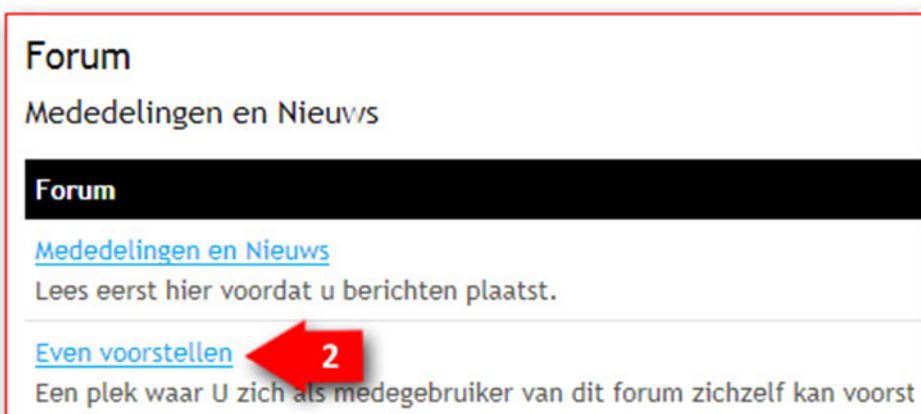 Forum
Mededelingen en Nieuws
Forum
Mededelingen en Nieuws
Lees eerst hier voordat u berichten plaatst.
Even voorstellen
2
Een plek waar U zich als medegebruiker van dit forum zichzelf kan voorst